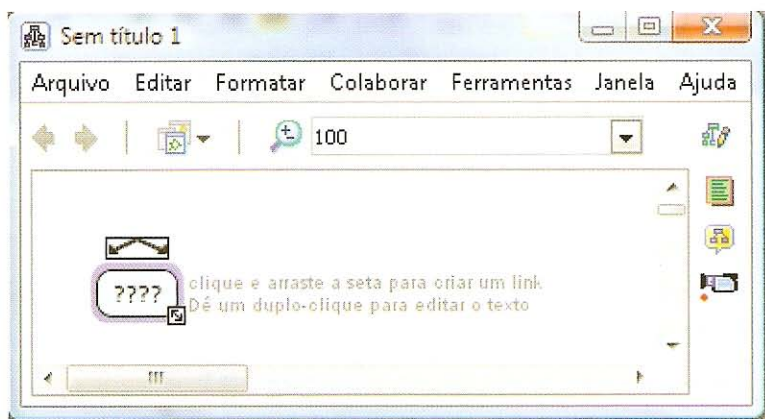 Sem título 1
Arquivo Editar Formatar Colaborar Ferramentas Janela Ajuda
100
????
clique e arraste a seta para criar um link
Dê um duplo-clique para editar o texto